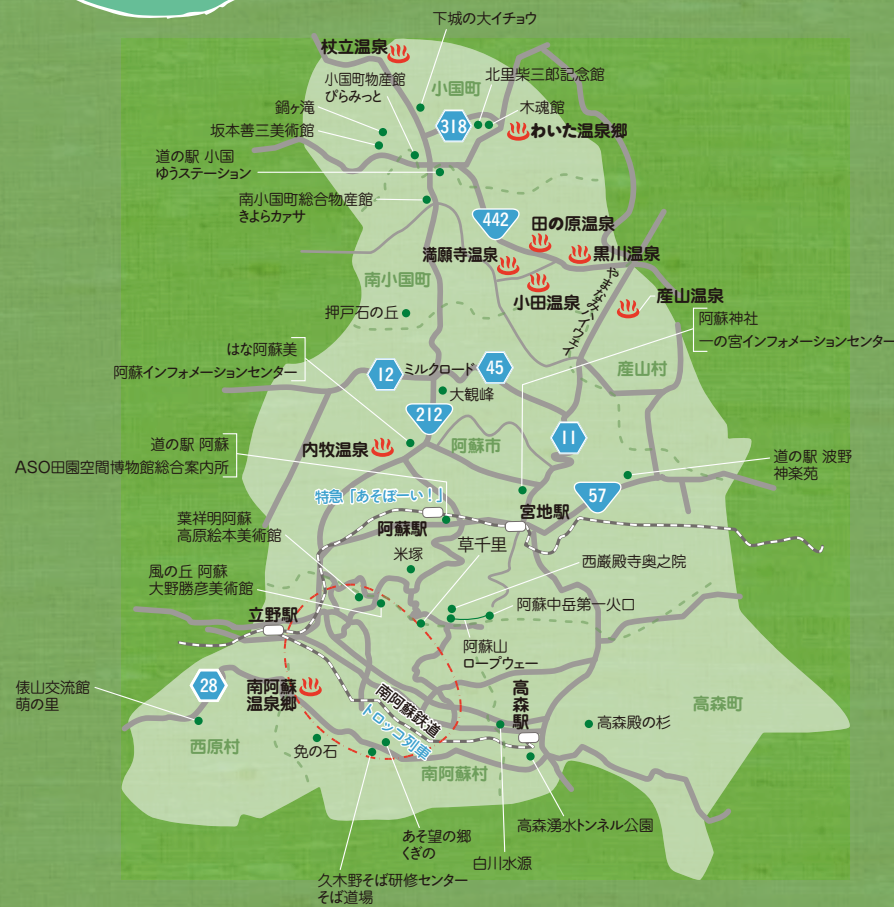 下城の大イチョウ
杖立温泉
小国町物産館
ぴらみっと
小国町
北里柴三郎記念館
鍋ヶ滝
木魂館
坂本善三美術館
318
わいた温泉郷
道の駅 小国
ゆうステーション
南小国町総合物産館
きよらカァサ
442
田の原温泉
満願寺温泉
黒川温泉
やまなみハイウェイ
南小国町
小田温泉
産山温泉
押戸石の丘
阿蘇神社
一の宮インフォメーションセンター
はな阿蘇美
阿蘇インフォメーションセンター
12
ミルクロード
45
産山村
大観峰
212
内牧温泉
阿蘇市
11
道の駅 阿蘇
ASO田園空間博物館総合案内所
道の駅 波野
神楽苑
57
特急「あそぼーい!」
宮地駅
阿蘇駅
葉祥明阿蘇
高原絵本美術館
米塚
草千里
西巌殿寺奥之院
風の丘 阿蘇
大野勝彦美術館
阿蘇中岳第一火口
立野駅
阿蘇山
ロープウェー
28
南阿蘇
温泉郷
俵山交流館
萌の里
南阿蘇鉄道
トロッコ列車
高森駅
高森町
高森殿の杉
西原村
免の石
南阿蘇村
高森湧水トンネル公園
あそ望の郷
くぎの
白川水源
久木野そば研修センター
そば道場